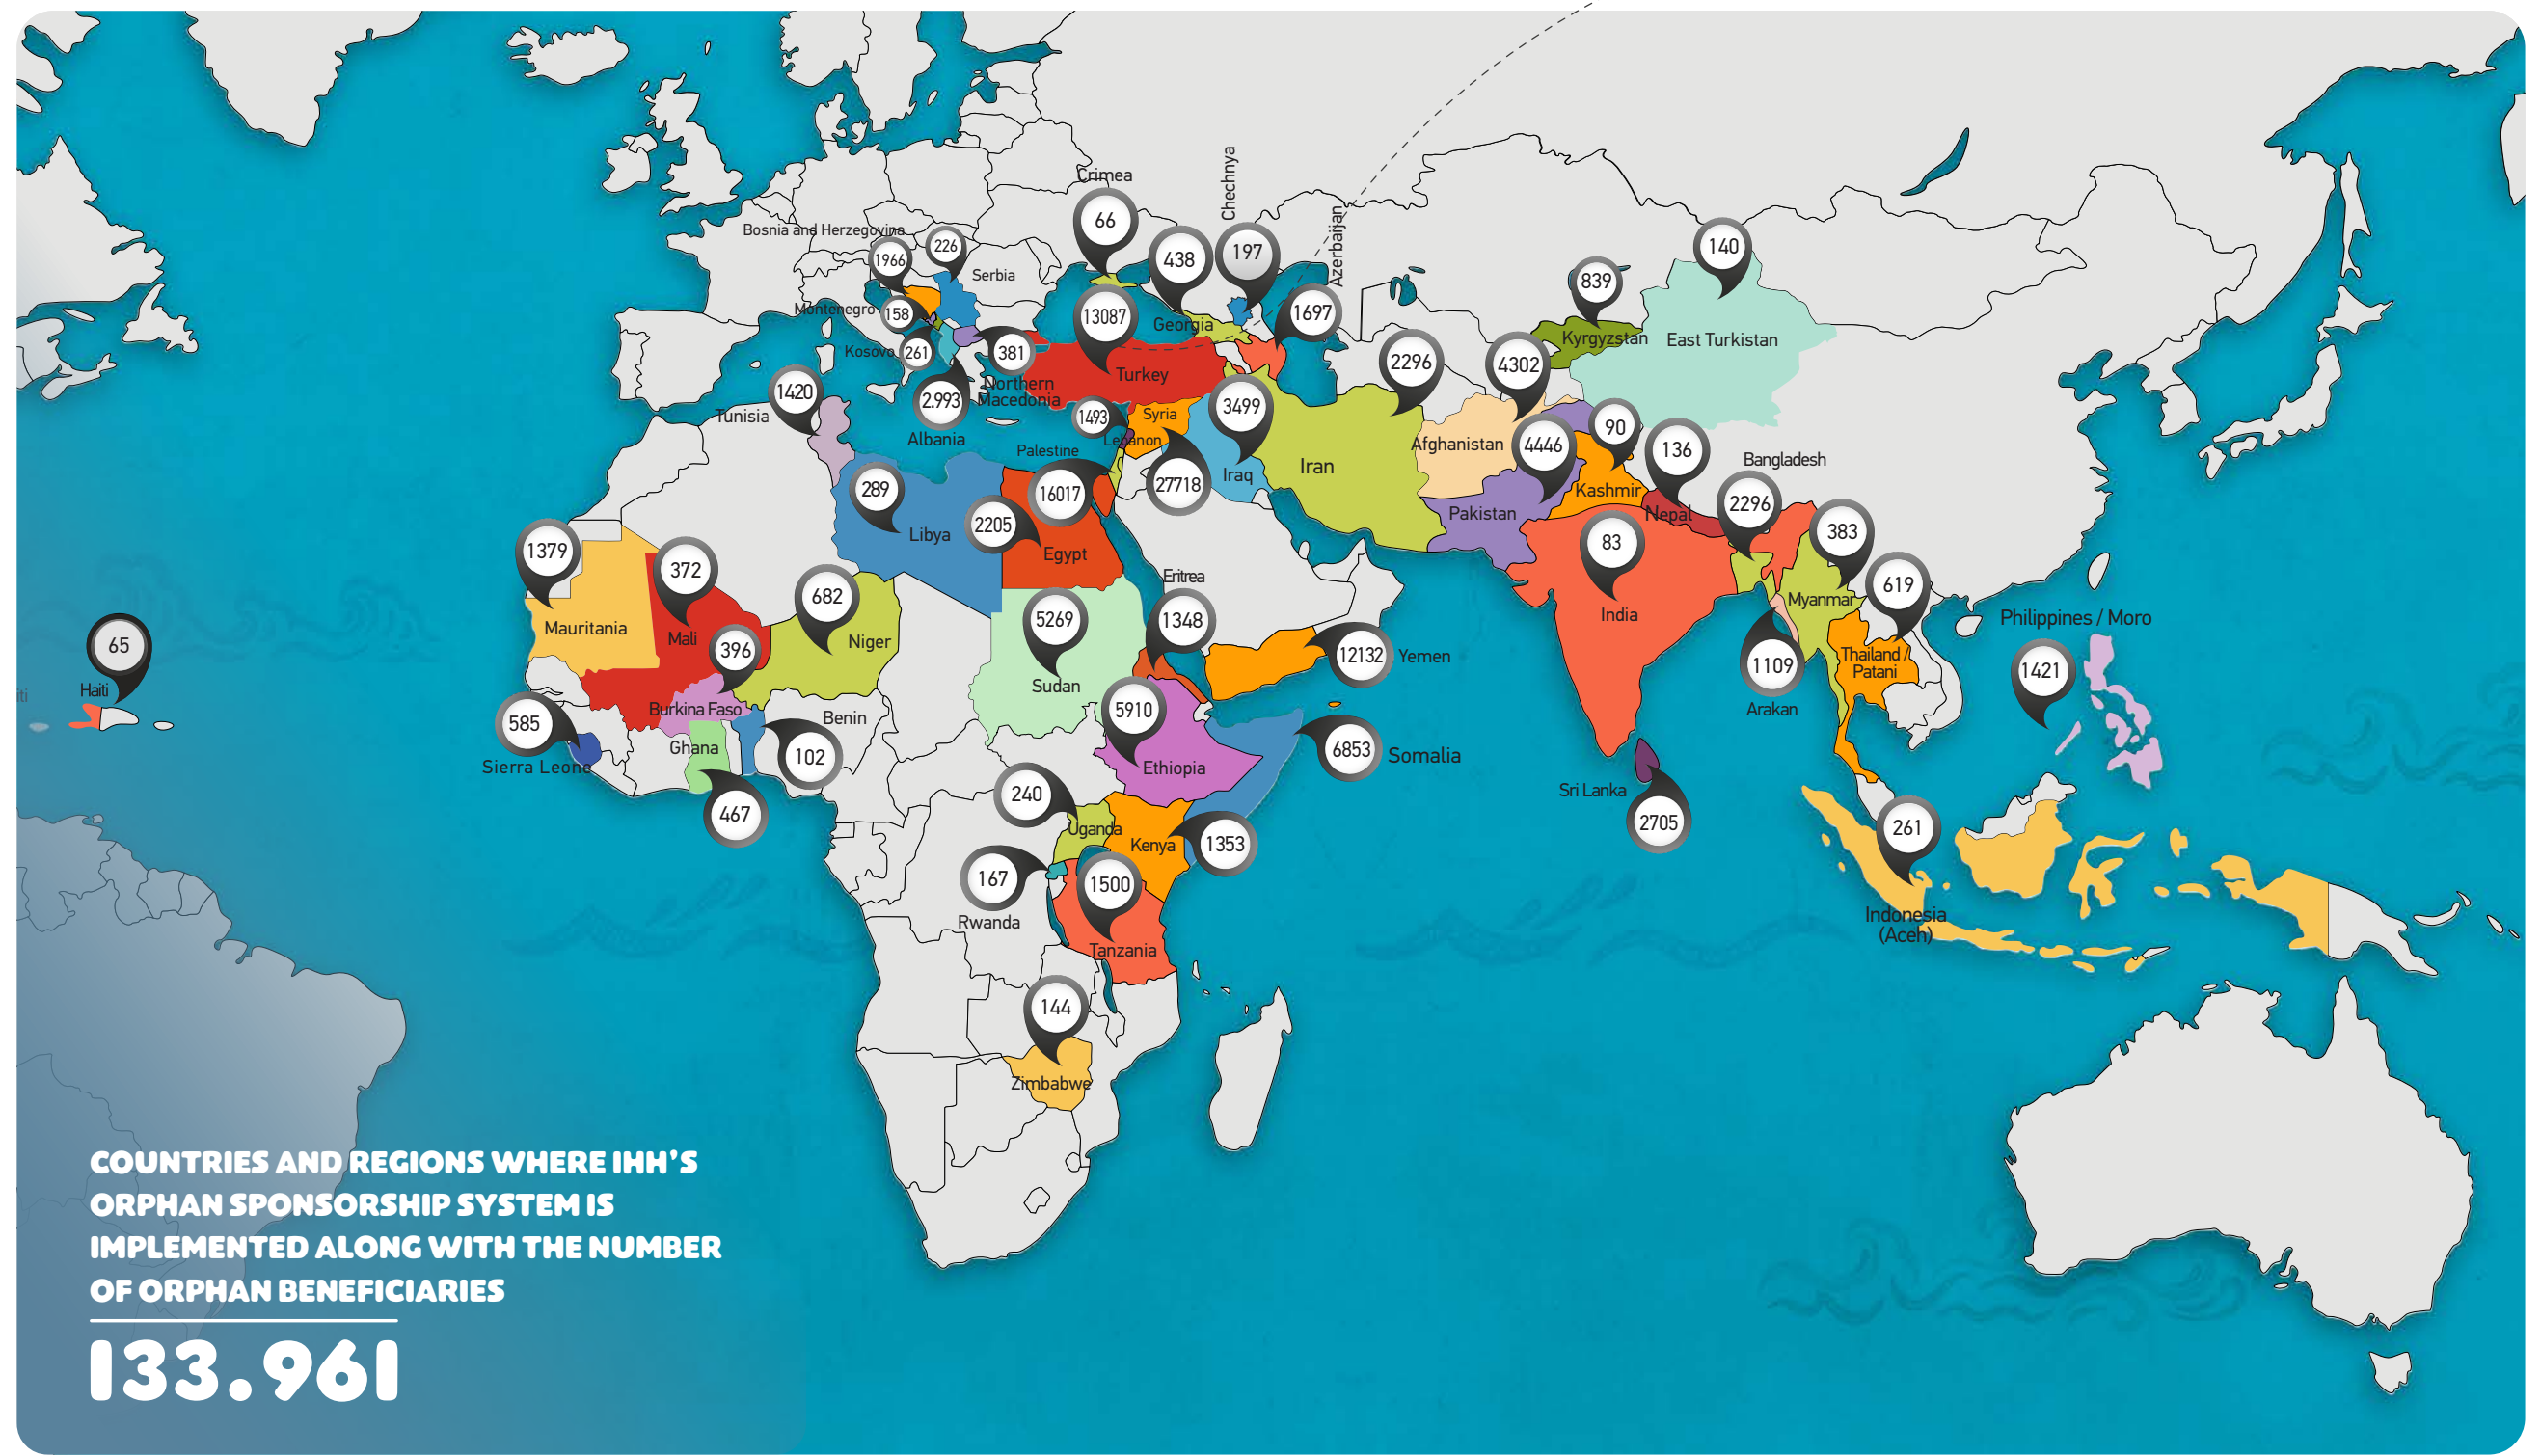 Crimea
66
Chechnya
197
438
Azerbaijan
1697
Bosnia and Herzegovina
1966
226
Serbia
Montenegro
158
Kosovo
261
381
Northern
Macedonia
2.993
Albania
13087
Georgia
Turkey
140
839
Kyrgyzstan
East Turkistan
2296
4302
1420
Tunisia
1493
Syria
Lebanon
3499
Palestine
16017
27718
Iraq
Iran
Afghanistan
4446
90
136
Kashmir
Pakistan
Nepal
Bangladesh
2296
289
Libya
2205
Egypt
83
India
383
Myanmar
619
Thailand /
Patani
1109
Arakan
Philippines / Moro
1421
1379
Mauritania
372
Mali
682
Niger
396
Burkina Faso
5269
Sudan
Eritrea
1348
12132
Yemen
65
Haiti
iti
585
Sierra Leone
Ghana
467
Benin
102
5910
Ethiopia
6853
Somalia
Sri Lanka
2705
240
Uganda
Kenya
1353
261
Indonesia
(Aceh)
167
Rwanda
1500
Tanzania
144
Zimbabwe
COUNTRIES AND REGIONS WHERE IHH'S
ORPHAN SPONSORSHIP SYSTEM IS
IMPLEMENTED ALONG WITH THE NUMBER
OF ORPHAN BENEFICIARIES
133.961